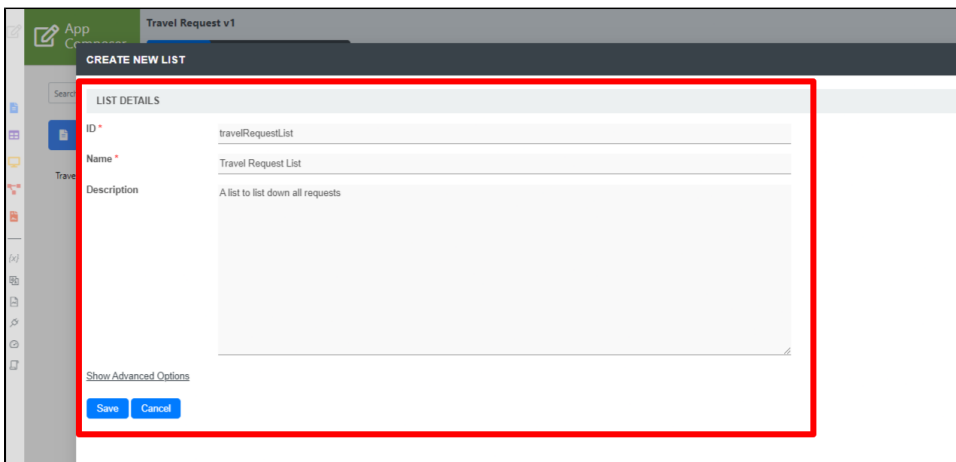 Travel Request v1
App
CREATE NEW LIST
LIST DETAILS
ID *
travelRequestList
Name *
Travel Request List
Description
A list to list down all requests
Show Advanced Options
Save Cancel
{x}